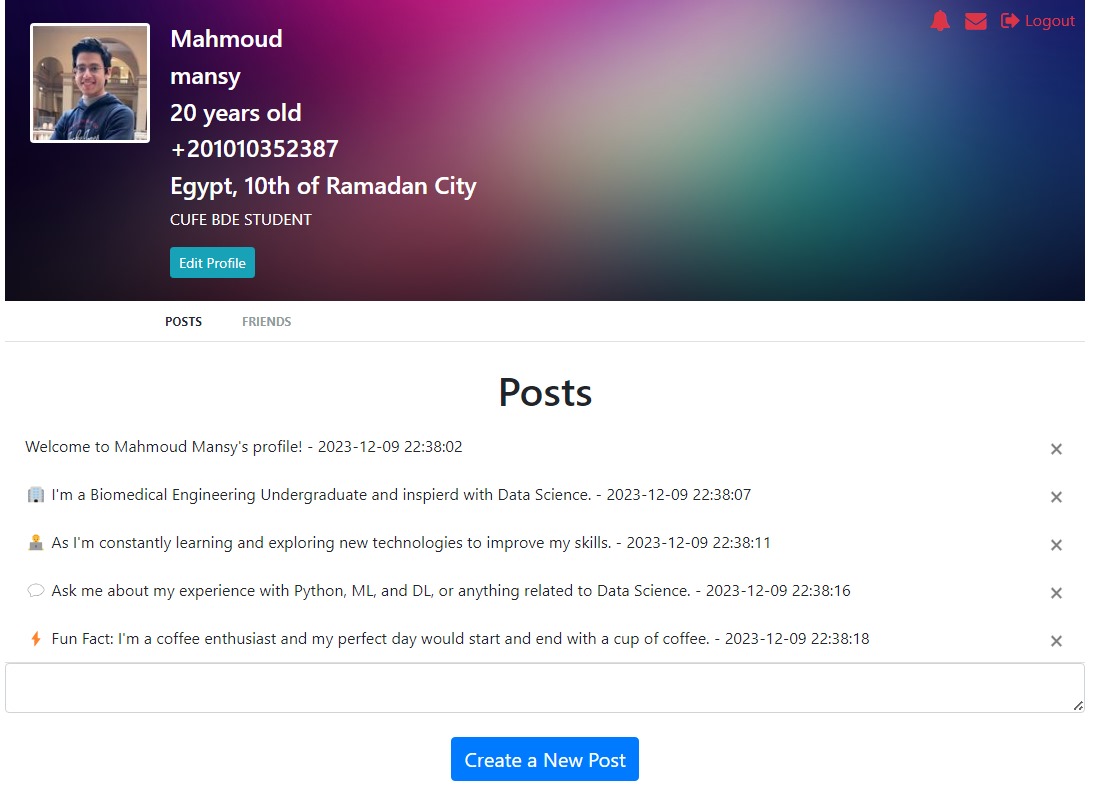 Mahmoud
mansy
20 years old
+201010352387
Egypt, 10th of Ramadan City
CUFE BDE STUDENT
Edit Profile
Logout
POSTS FRIENDS
Posts
Welcome to Mahmoud Mansy's profile! - 2023-12-09 22:38:02
🏢 I'm a Biomedical Engineering Undergraduate and inspierd with Data Science. - 2023-12-09 22:38:07
As I'm constantly learning and exploring new technologies to improve my skills. - 2023-12-09 22:38:11
Ask me about my experience with Python, ML, and DL, or anything related to Data Science. - 2023-12-09 22:38:16
⚡ Fun Fact: I'm a coffee enthusiast and my perfect day would start and end with a cup of coffee. - 2023-12-09 22:38:18
Create a New Post